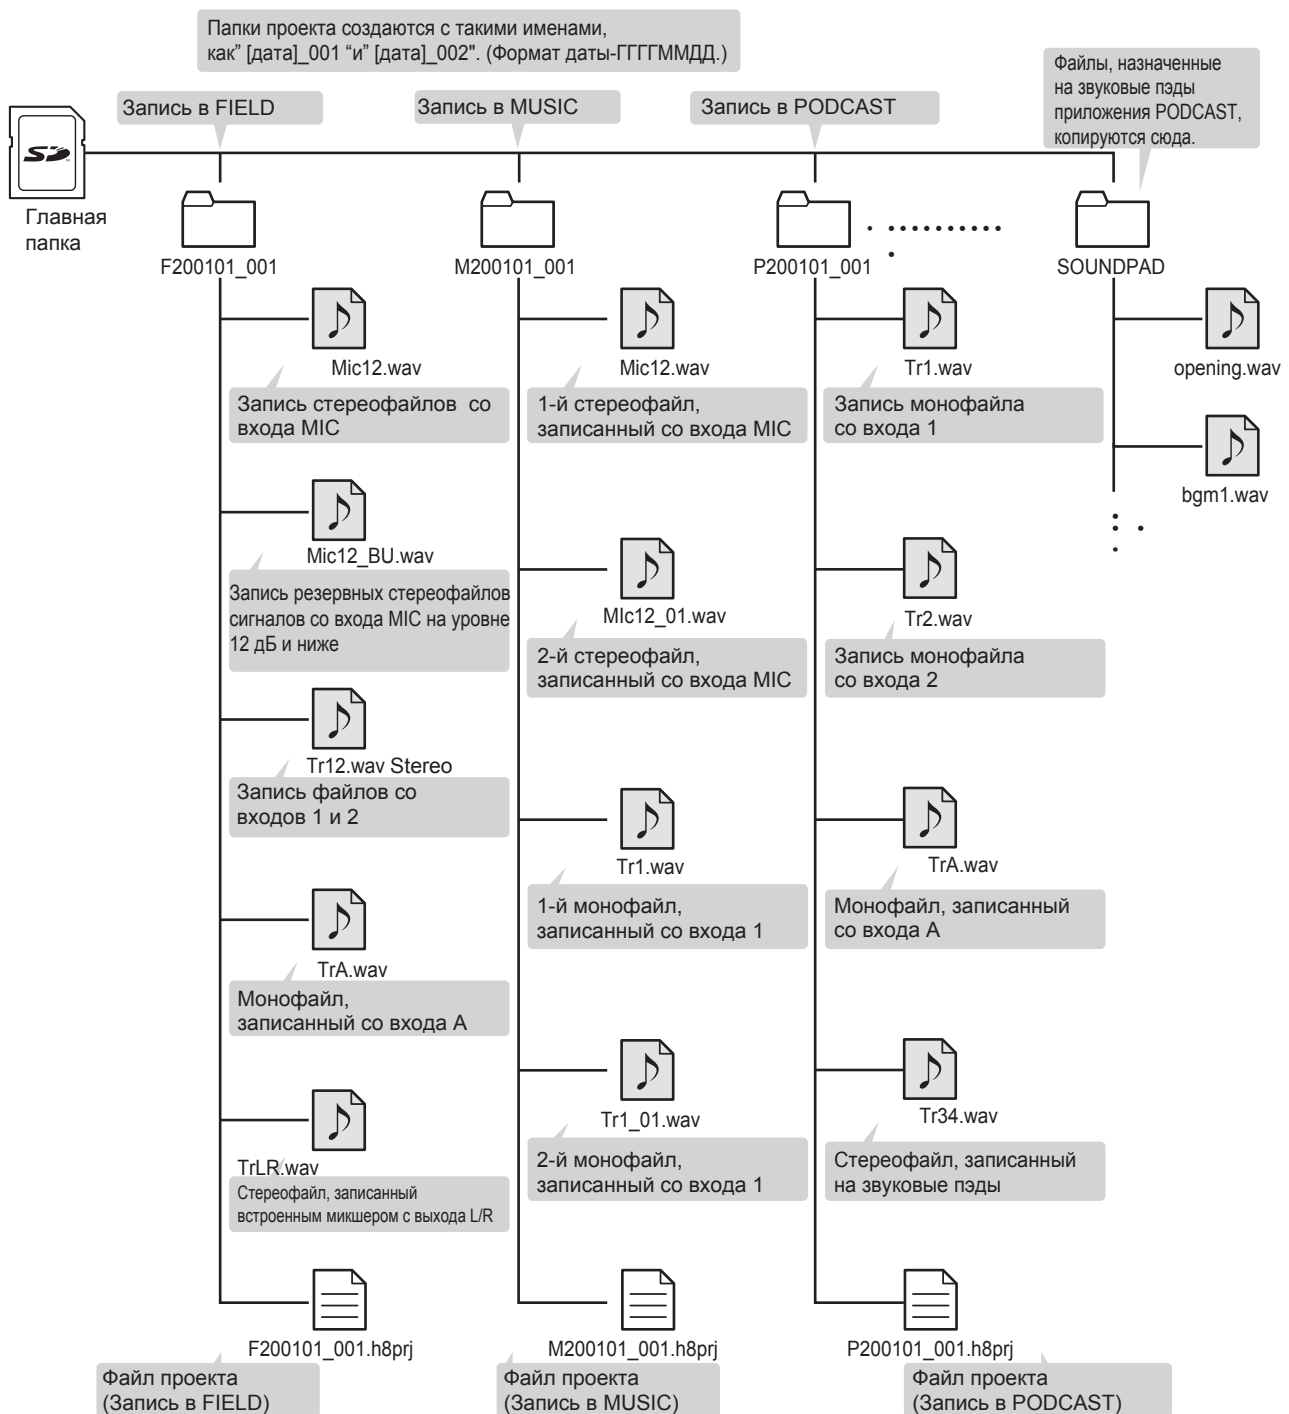 Папки проекта создаются с такими именами,
как” [дата]_001 “и” [дата]_002". (Формат даты-ГГГГММДД.)
Файлы, назначенные
на звуковые пэды
приложения PODCAST,
копируются сюда.
Запись в FIELD
Запись в MUSIC
Запись в PODCAST
SD
Главная
папка
F200101_001
M200101_001
P200101_001
SOUNDPAD
Mic12.wav
Запись стереофайлов со
входа MIC
Mic12_BU.wav
Запись резервных стереофайлов
сигналов со входа MIC на уровне
12 дБ и ниже
Tr12.wav Stereo
Запись файлов со
входов 1 и 2
TrA.wav
Монофайл,
записанный со входа A
TrLR.wav
Стереофайл, записанный
встроенным микшером с выхода L/R
F200101_001.h8prj
Файл проекта
(Запись в FIELD)
Mic12.wav
1-й стереофайл,
записанный со входа MIC
MIc12_01.wav
2-й стереофайл,
записанный со входа MIC
Tr1.wav
1-й монофайл,
записанный со входа 1
Tr1_01.wav
2-й монофайл,
записанный со входа 1
M200101_001.h8prj
Файл проекта
(Запись в MUSIC)
Tr1.wav
Запись монофайла
со входа 1
Tr2.wav
Запись монофайла
со входа 2
TrA.wav
Монофайл, записанный
со входа A
Tr34.wav
Стереофайл, записанный
на звуковые пэды
P200101_001.h8prj
Файл проекта
(Запись в PODCAST)
opening.wav
bgm1.wav